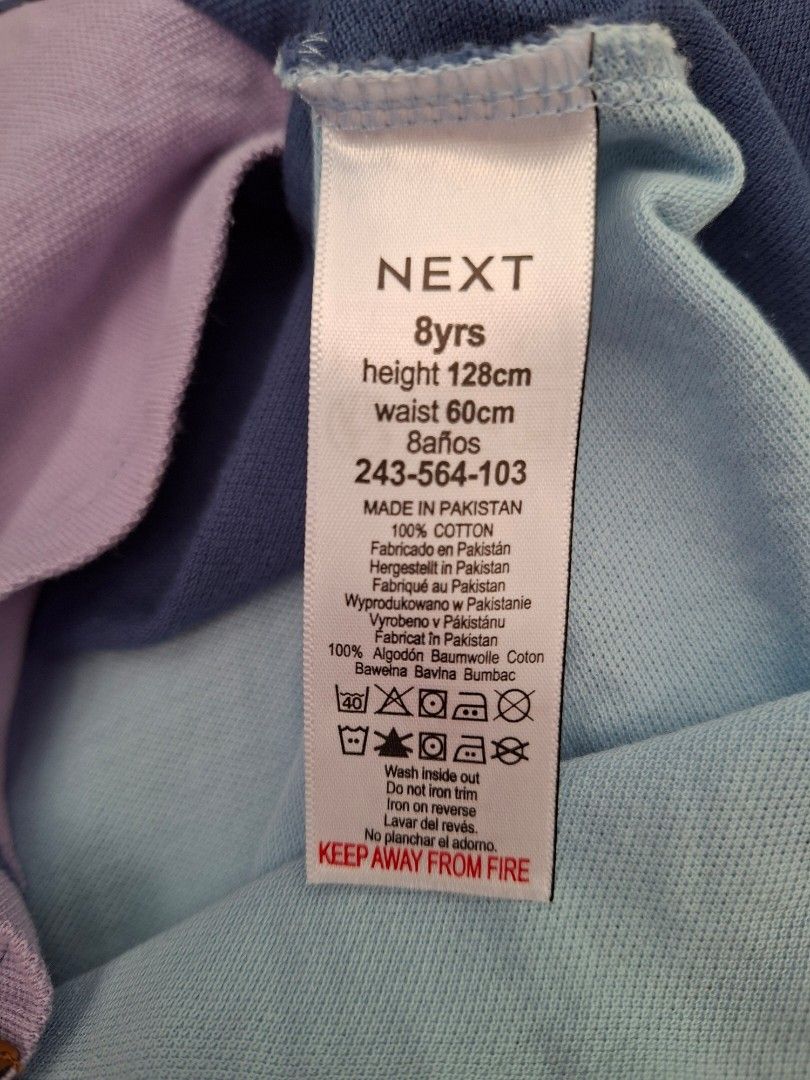 NEXT
8yrs
height 128cm
waist 60cm
8años
243-564-103
MADE IN PAKISTAN
100% COTTON
Fabricado en Pakistán
Hergestellt in Pakistan
Fabriqué au Pakistan
Wyprodukowano w Pakistanie
Vyrobeno v Pákistánu
Fabricat în Pakistan
100% Algodón Baumwolle Coton
Bawełna Bavlna Bumbac
40
Wash inside out
Do not iron trim
Iron on reverse
Lavar del revés.
No planchar el adorno.
KEEP AWAY FROM FIRE